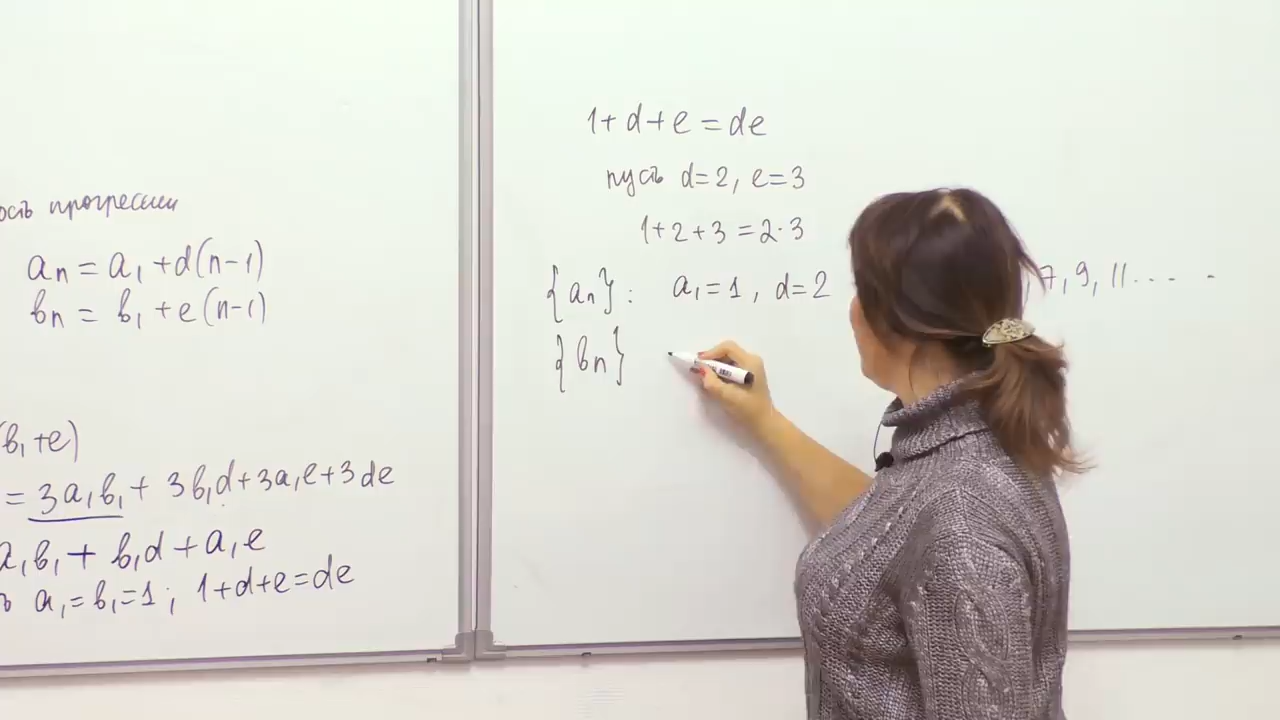 прогрессии
an = a1 + d(n-1)
bn = b1 + e(n-1)
(b1 + e)
= 3a1b1 + 3b1d + 3a1e + 3de
a1b1 + b1d + a1e
a1 = b1 = 1; 1 + d + e = de
1 + d + e = de
пусть d = 2, e = 3
1 + 2 + 3 = 2·3
{an}: a1 = 1, d = 2 , 7, 9, 11.....
{bn}